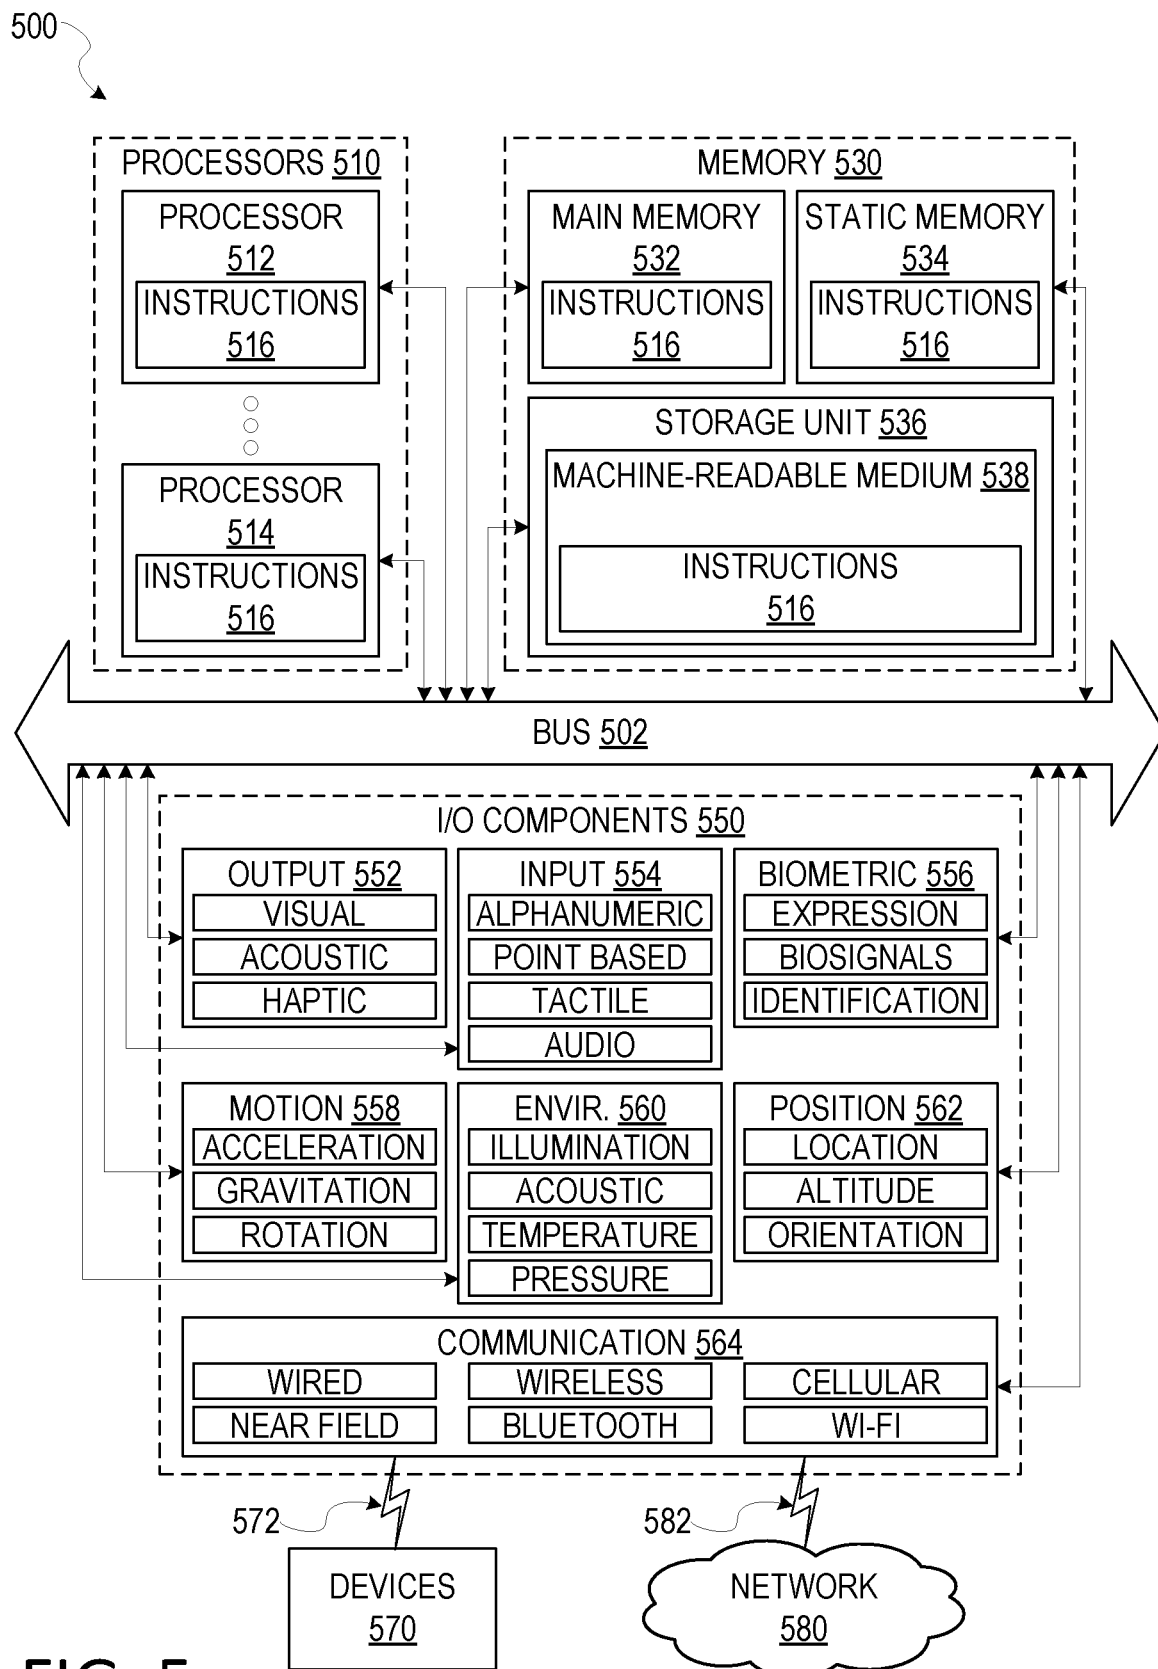 500
PROCESSORS 510
PROCESSOR
512
INSTRUCTIONS
516
PROCESSOR
514
INSTRUCTIONS
516
MEMORY 530
MAIN MEMORY
532
INSTRUCTIONS
516
STATIC MEMORY
534
INSTRUCTIONS
516
STORAGE UNIT 536
MACHINE-READABLE MEDIUM 538
INSTRUCTIONS
516
BUS 502
I/O COMPONENTS 550
OUTPUT 552
VISUAL
ACOUSTIC
HAPTIC
INPUT 554
ALPHANUMERIC
POINT BASED
TACTILE
AUDIO
BIOMETRIC 556
EXPRESSION
BIOSIGNALS
IDENTIFICATION
MOTION 558
ACCELERATION
GRAVITATION
ROTATION
ENVIR. 560
ILLUMINATION
ACOUSTIC
TEMPERATURE
PRESSURE
POSITION 562
LOCATION
ALTITUDE
ORIENTATION
COMMUNICATION 564
WIRED
WIRELESS
CELLULAR
NEAR FIELD
BLUETOOTH
WI-FI
572
582
DEVICES
570
NETWORK
580
FIG. 5